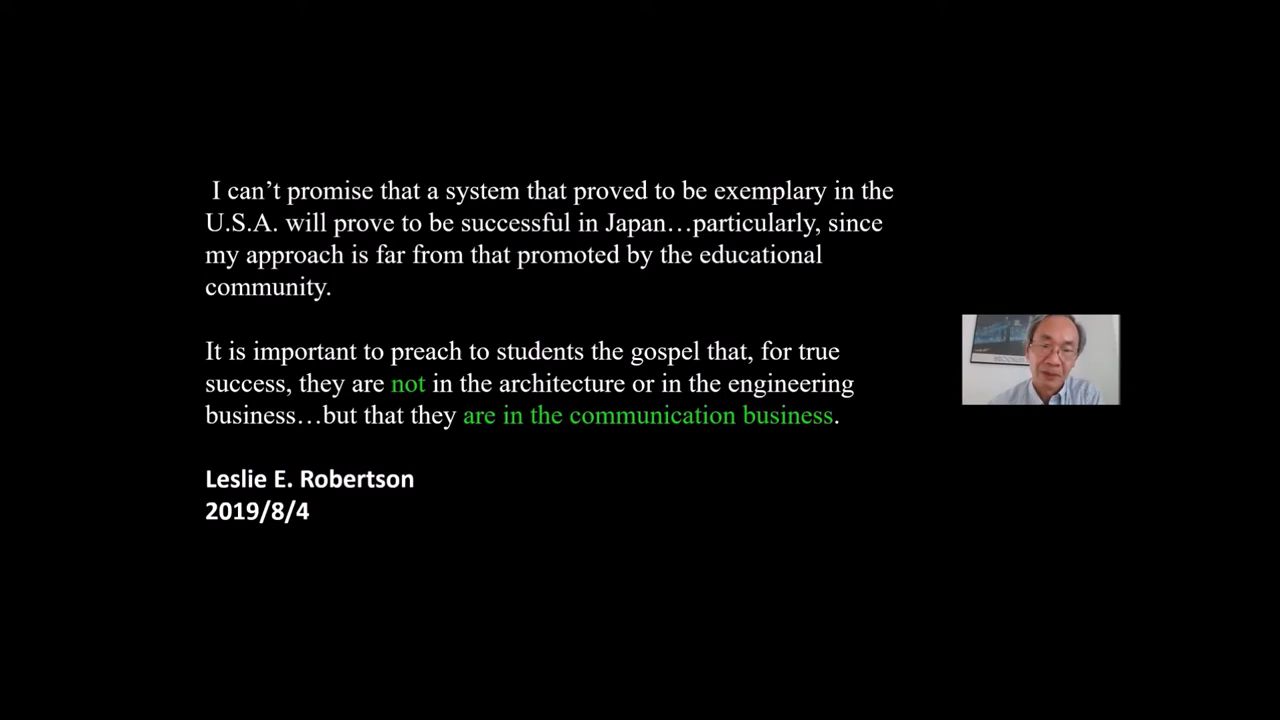 I can’t promise that a system that proved to be exemplary in the
U.S.A. will prove to be successful in Japan…particularly, since
my approach is far from that promoted by the educational
community.
It is important to preach to students the gospel that, for true
success, they are not in the architecture or in the engineering
business…but that they are in the communication business.
Leslie E. Robertson
2019/8/4